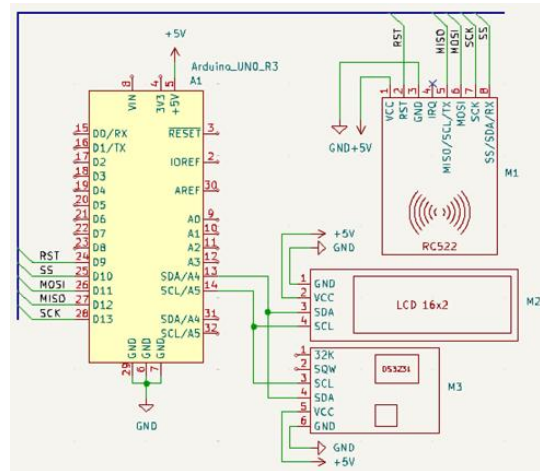 +5V
Arduino_UNO_R3
A1
8
4
5
VIN
3V3
+5V
15 D0/RX
16 D1/TX
17 D2
18 D3
19 D4
20 D5
21 D6
22 D7
23 D8
24 D9
25 D10
26 D11
27 D12
28 D13
RST
SS
MOSI
MISO
SCK
RESET 3
IOREF 2
AREF 30
A0 9
A1 10
A2 11
A3 12
SDA/A4 13
SCL/A5 14
SDA/A4 31
SCL/A5 32
GND
GND
GND
29
6
7
GND
RST
MISO
MOSI
SCK
SS
1
2
3
4
5
6
7
8
VCC
RST
GND
IRQ
MISO/SCL/TX
MOSI
SCK
SS/SDA/RX
GND+5V
M1
RC522
+5V
GND
1 GND
2 VCC
3 SDA
4 SCL
LCD 16x2
M2
1 32K
2 SQW
3 SCL
4 SDA
5 VCC
6 GND
DS3231
M3
GND
+5V